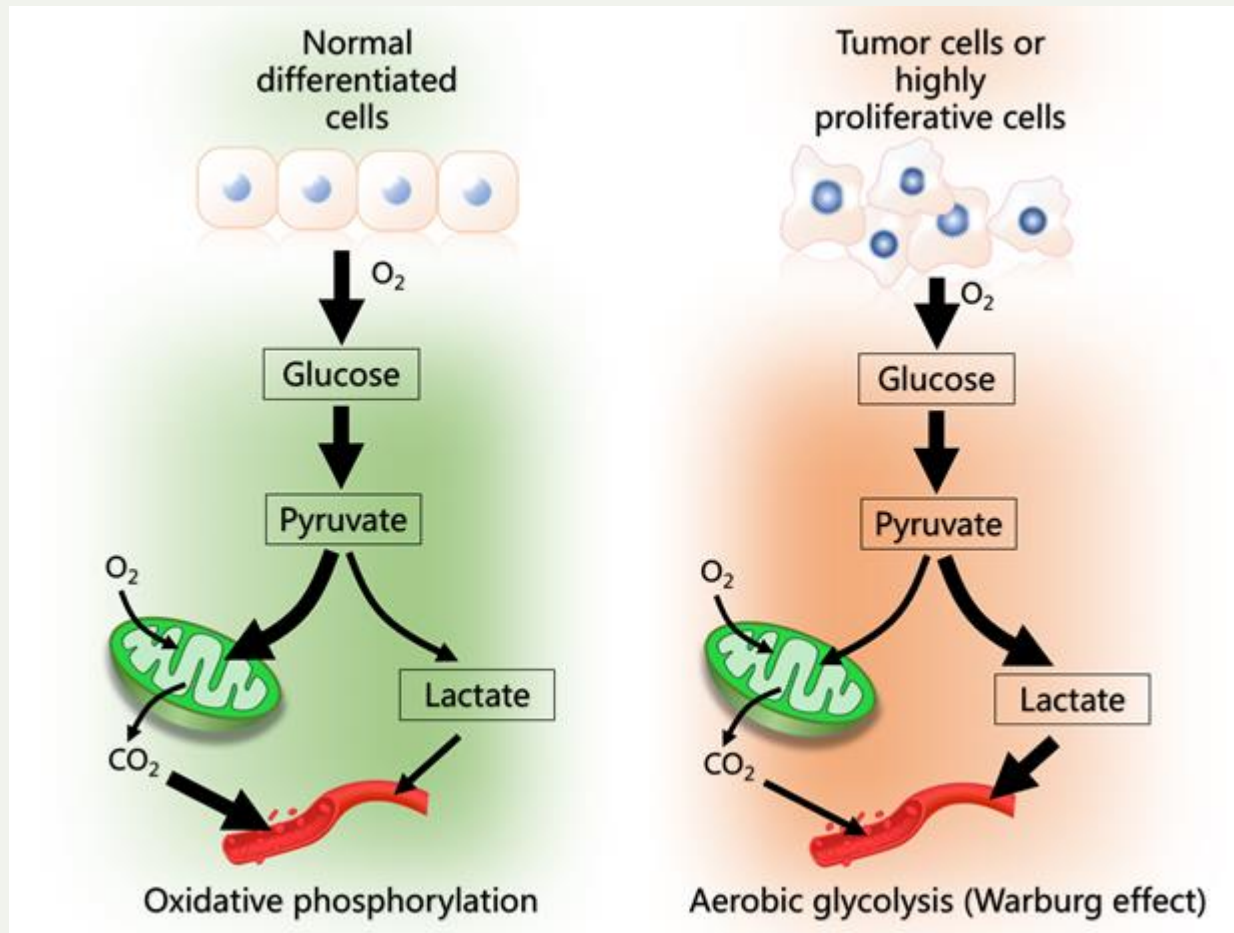 Normal
differentiated
cells
O₂
Glucose
Pyruvate
O₂
Lactate
CO₂
Oxidative phosphorylation
Tumor cells or
highly
proliferative cells
O₂
Glucose
Pyruvate
O₂
Lactate
CO₂
Aerobic glycolysis (Warburg effect)